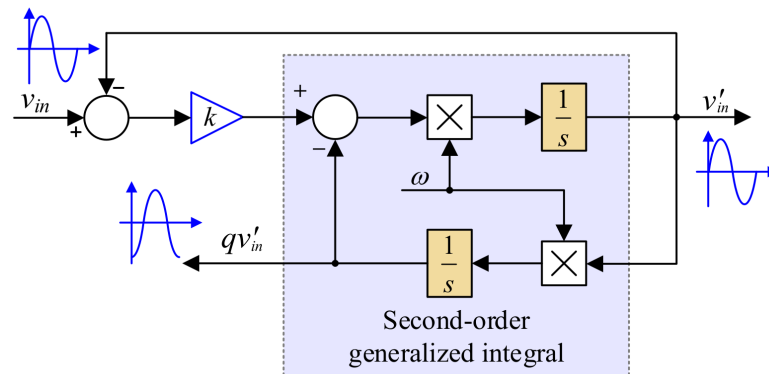 v_in
+
−
k
+
−
×
1/s
v′_in
ω
qv′_in
1/s
×
Second-order
generalized integral